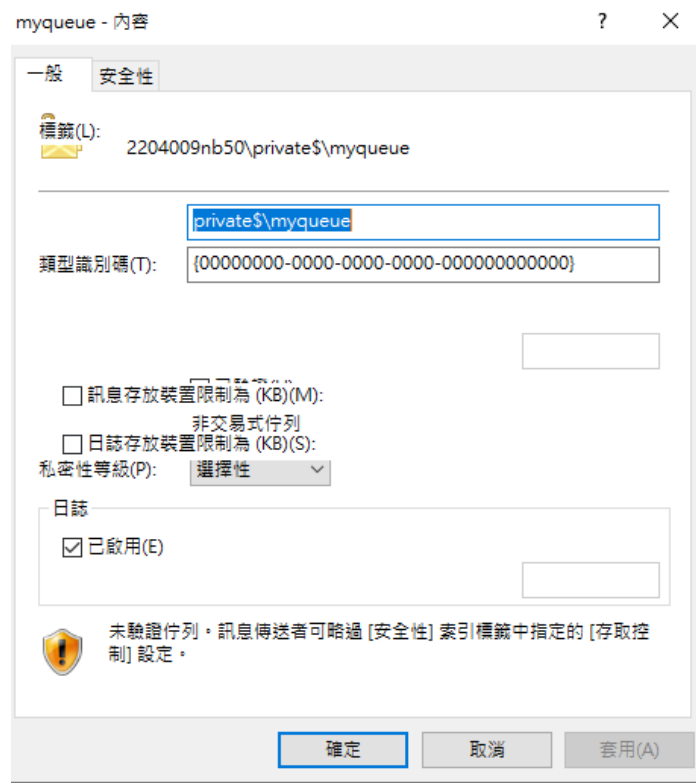 myqueue - 內容
一般
安全性
標籤(L):
2204009nb50\private$\myqueue
private$\myqueue
類型識別碼(T):
{00000000-0000-0000-0000-000000000000}
訊息存放裝置限制為 (KB)(M):
非交易式佇列
日誌存放裝置限制為 (KB)(S):
私密性等級(P):
選擇性
日誌
已啟用(E)
未驗證佇列。訊息傳送者可略過 [安全性] 索引標籤中指定的 [存取控
制] 設定。
確定
取消
套用(A)